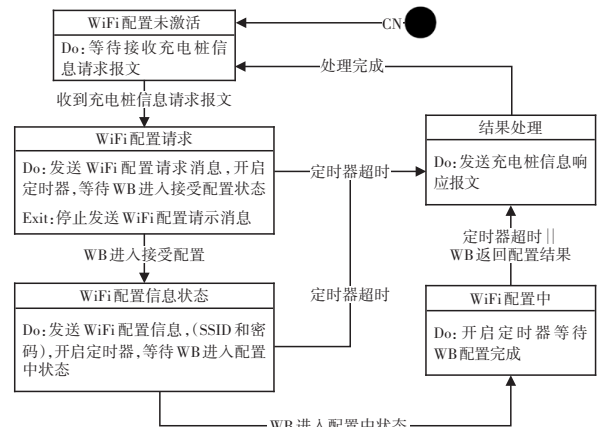 WiFi配置未激活
CN
Do:等待接收充电桩信
息请求报文
处理完成
收到充电桩信息请求报文
WiFi配置请求
Do:发送WiFi配置请求消息,开启
定时器,等待WB进入接受配置状态
Exit:停止发送WiFi配置请示消息
定时器超时
结果处理
Do:发送充电桩信息响
应报文
WB进入接受配置
定时器超时||
WB返回配置结果
WiFi配置信息状态
Do:发送WiFi配置信息,(SSID和密
码),开启定时器,等待WB进入配置
中状态
定时器超时
WiFi配置中
Do:开启定时器等待
WB配置完成
WB进入配置中状态